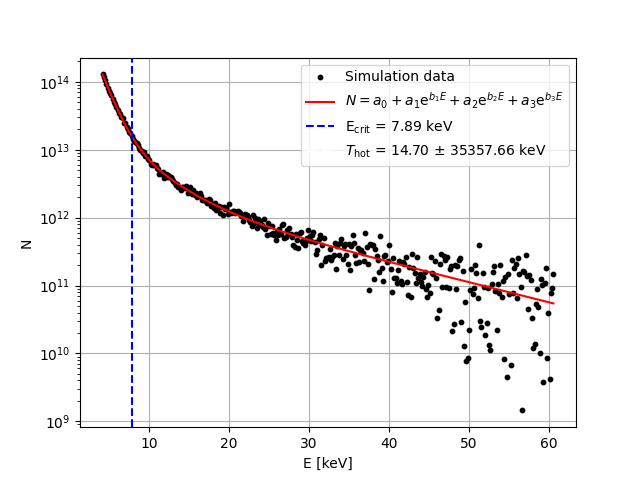 Simulation data
N = a₀ + a₁e^{b₁E} + a₂e^{b₂E} + a₃e^{b₃E}
E_crit = 7.89 keV
T_hot = 14.70 ± 35357.66 keV
10¹⁴
10¹³
10¹²
10¹¹
10¹⁰
10⁹
N
10 20 30 40 50 60
E [keV]